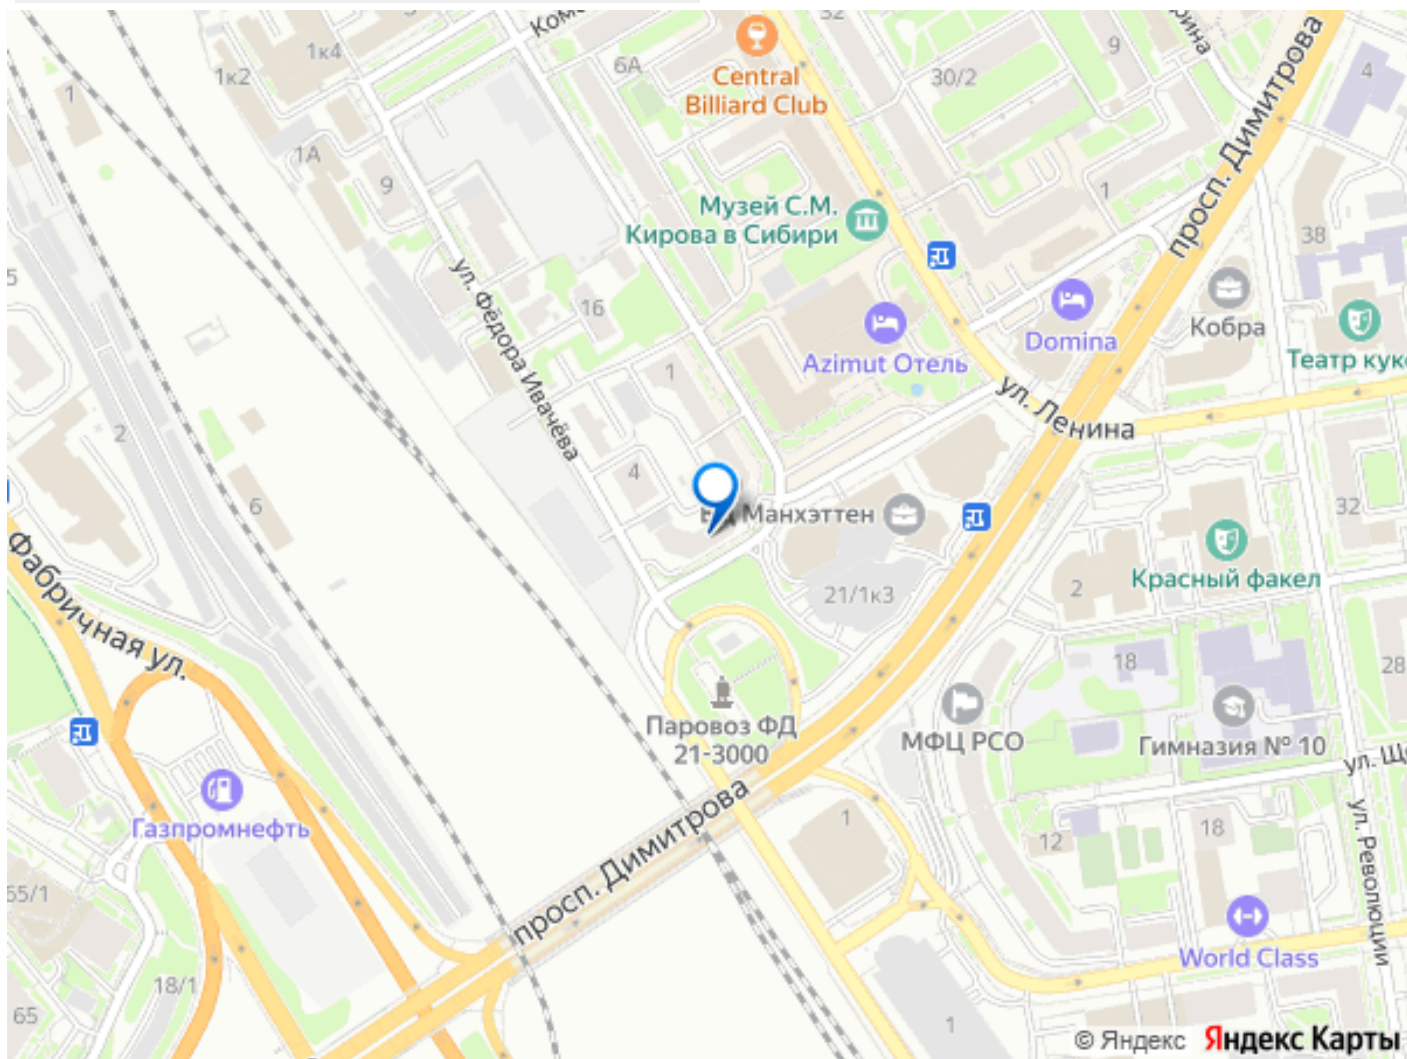 32
1к4
1к2
1
6А
Central
Billiard Club
30/2
9
4
просп. Димитрова
1А
9
1
Музей С.М.
Кирова в Сибири
38
ул. Фёдора Ивачёва
16
Кобра
Domina
Azimut Отель
Театр кук
1
ул. Ленина
2
4
6
Манхэттен
32
Красный факел
21/1к3
2
Фабричная ул.
18
28
Паровоз ФД
21-3000
МФЦ РСО
Гимназия № 10
ул. Щ
Газпромнефть
просп. Димитрова
1
12
18
ул. Революции
65/1
World Class
18/1
65
1
© Яндекс Яндекс Карты